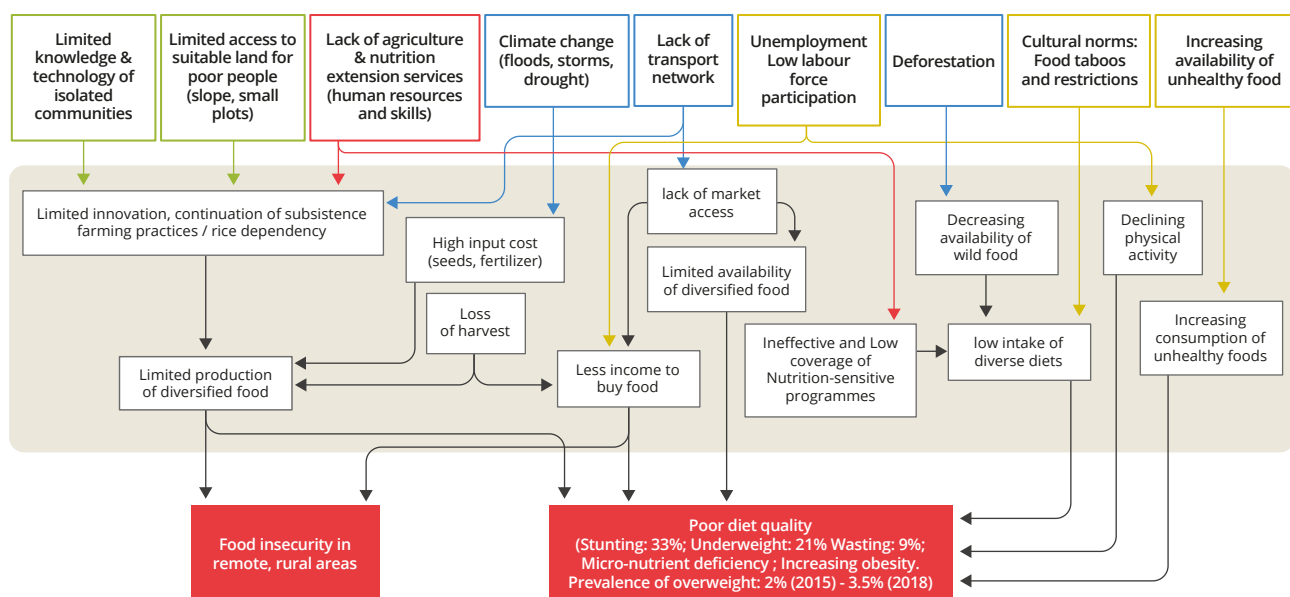 Limited
knowledge &
technology of
isolated
communities
Limited access to
suitable land for
poor people
(slope, small
plots)
Lack of agriculture
& nutrition
extension services
(human resources
and skills)
Climate change
(floods, storms,
drought)
Lack of
transport
network
Unemployment
Low labour
force
participation
Deforestation
Cultural norms:
Food taboos
and restrictions
Increasing
availability of
unhealthy food
Limited innovation, continuation of subsistence
farming practices / rice dependency
High input cost
(seeds, fertilizer)
lack of market
access
Limited availability
of diversified food
Decreasing
availability of
wild food
Declining
physical
activity
Loss
of harvest
Limited production
of diversified food
Less income to
buy food
Ineffective and Low
coverage of
Nutrition-sensitive
programmes
low intake of
diverse diets
Increasing
consumption of
unhealthy foods
Food insecurity in
remote, rural areas
Poor diet quality
(Stunting: 33%; Underweight: 21% Wasting: 9%;
Micro-nutrient deficiency ; Increasing obesity.
Prevalence of overweight: 2% (2015) - 3.5% (2018)